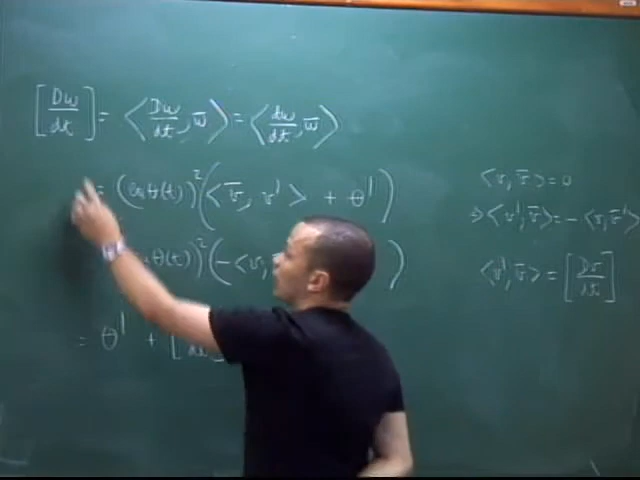 [Dw/dt] = ⟨Dw/dt, w̄⟩ = ⟨dw/dt, w̄⟩
= (cos θ(t))² (⟨v̄, v'⟩ + θ')
θ(t))² (-⟨v,
= θ' + [
⟨v, v̄⟩ = 0
⇒ ⟨v', v̄⟩ = -⟨v, v̄'⟩
⟨v', v̄⟩ = [Dv/dt]